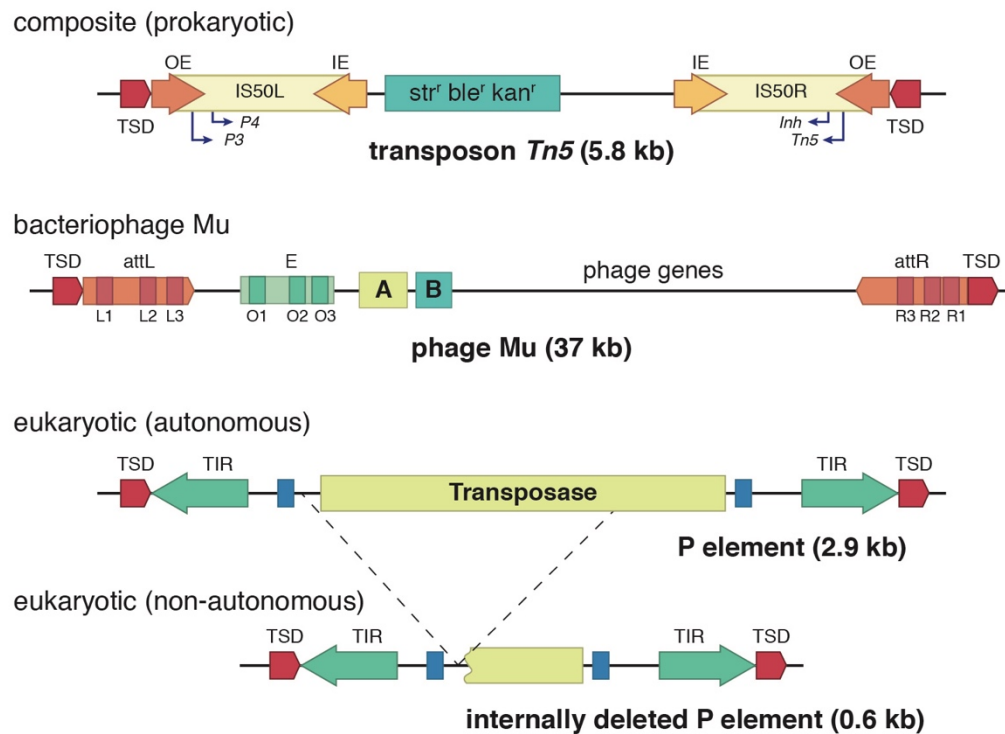 composite (prokaryotic)
OE IE IE OE
IS50L strʳ bleʳ kanʳ IS50R
TSD P4 Inh TSD
P3 Tn5
transposon Tn5 (5.8 kb)
bacteriophage Mu
TSD attL E A B phage genes attR TSD
L1 L2 L3 O1 O2 O3 R3 R2 R1
phage Mu (37 kb)
eukaryotic (autonomous)
TSD TIR TIR TSD
Transposase
P element (2.9 kb)
eukaryotic (non-autonomous)
TSD TIR TIR TSD
internally deleted P element (0.6 kb)